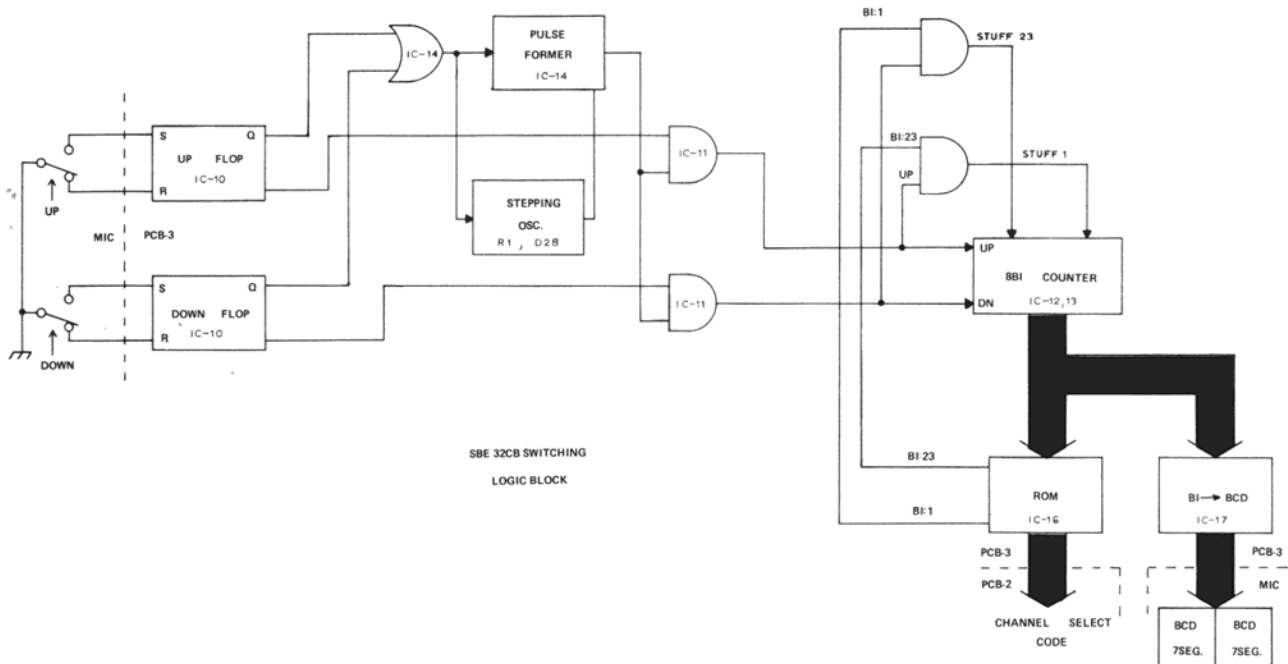 BI:1
STUFF 23
IC-14
PULSE
FORMER
IC-14
S
Q
UP FLOP
IC-10
R
UP
MIC
PCB-3
IC-11
BI:23
STUFF 1
UP
STEPPING
OSC.
R1, D28
S
Q
DOWN FLOP
IC-10
R
DOWN
IC-11
UP
8BI COUNTER
IC-12,13
DN
SBE 32CB SWITCHING
LOGIC BLOCK
BI:23
BI:1
ROM
IC-16
BI → BCD
IC-17
PCB-3
PCB-3
PCB-2
MIC
CHANNEL SELECT
CODE
BCD
7SEG.
BCD
7SEG.